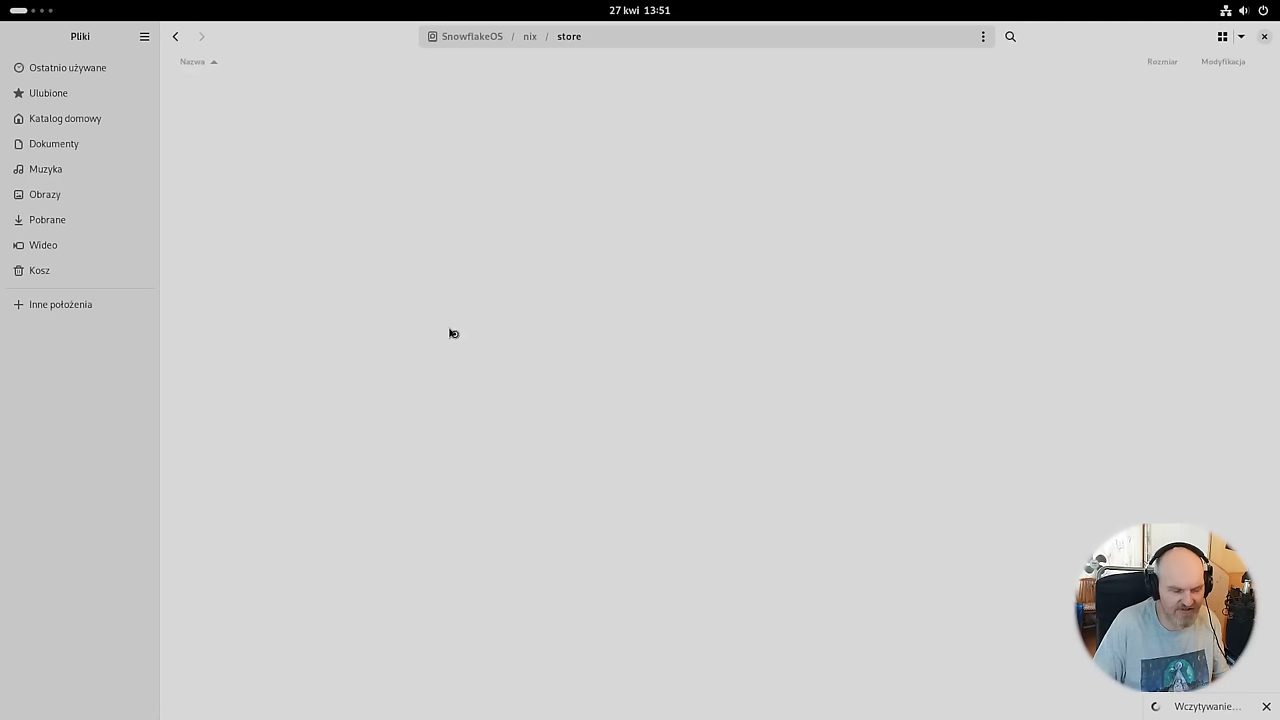 27 kwi 13:51
Pliki
SnowflakeOS / nix / store
Nazwa
Rozmiar
Modyfikacja
Ostatnio używane
Ulubione
Katalog domowy
Dokumenty
Muzyka
Obrazy
Pobrane
Wideo
Kosz
Inne położenia
Wczytywanie...